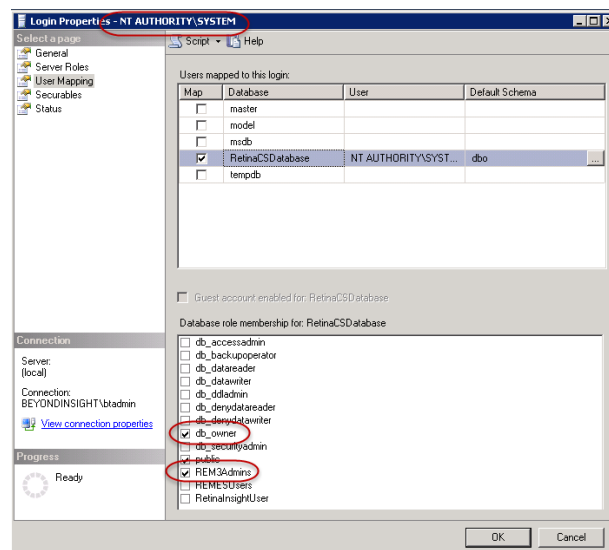 Login Properties - NT AUTHORITY\SYSTEM
Select a page
General
Server Roles
User Mapping
Securables
Status
Script
Help
Users mapped to this login:
Map Database User Default Schema
master
model
msdb
RetinaCSDatabase NT AUTHORITY\SYST... dbo ...
tempdb
Guest account enabled for: RetinaCSDatabase
Database role membership for: RetinaCSDatabase
db_accessadmin
db_backupoperator
db_datareader
db_datawriter
db_ddladmin
db_denydatareader
db_denydatawriter
db_owner
db_securityadmin
public
REM3Admins
REMESUsers
RetinaInsightUser
Connection
Server:
(local)
Connection:
BEYONDINSIGHT\btadmin
View connection properties
Progress
Ready
OK
Cancel